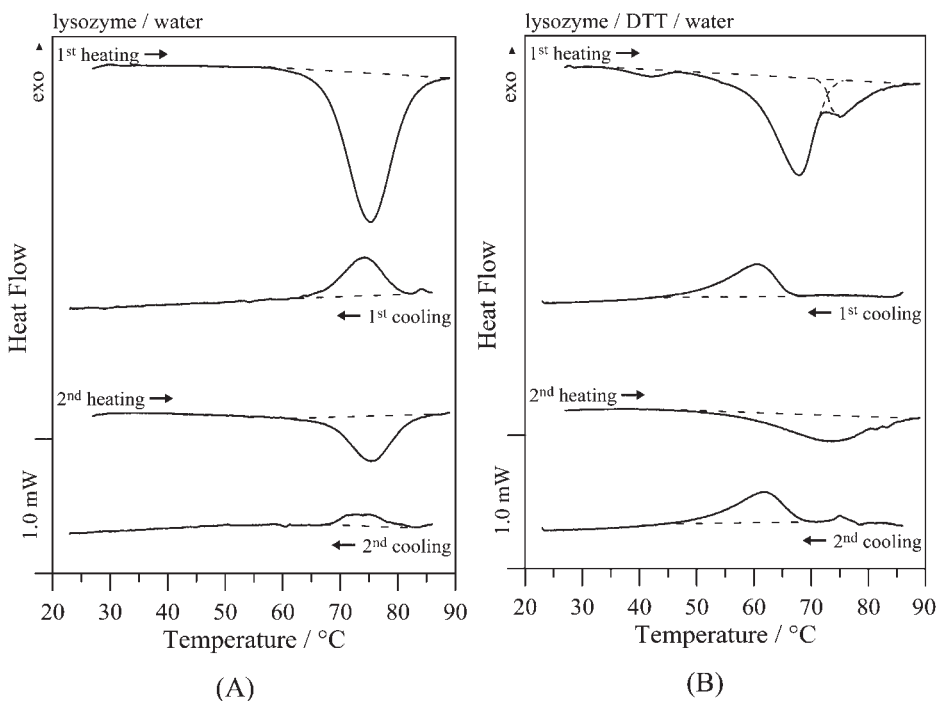 lysozyme / water
1st heating →
exo ▲
1st cooling ←
2nd heating →
2nd cooling ←
Heat Flow
1.0 mW
20 30 40 50 60 70 80 90
Temperature / °C
(A)
lysozyme / DTT / water
1st heating →
exo ▲
← 1st cooling
2nd heating →
← 2nd cooling
Heat Flow
1.0 mW
20 30 40 50 60 70 80 90
Temperature / °C
(B)